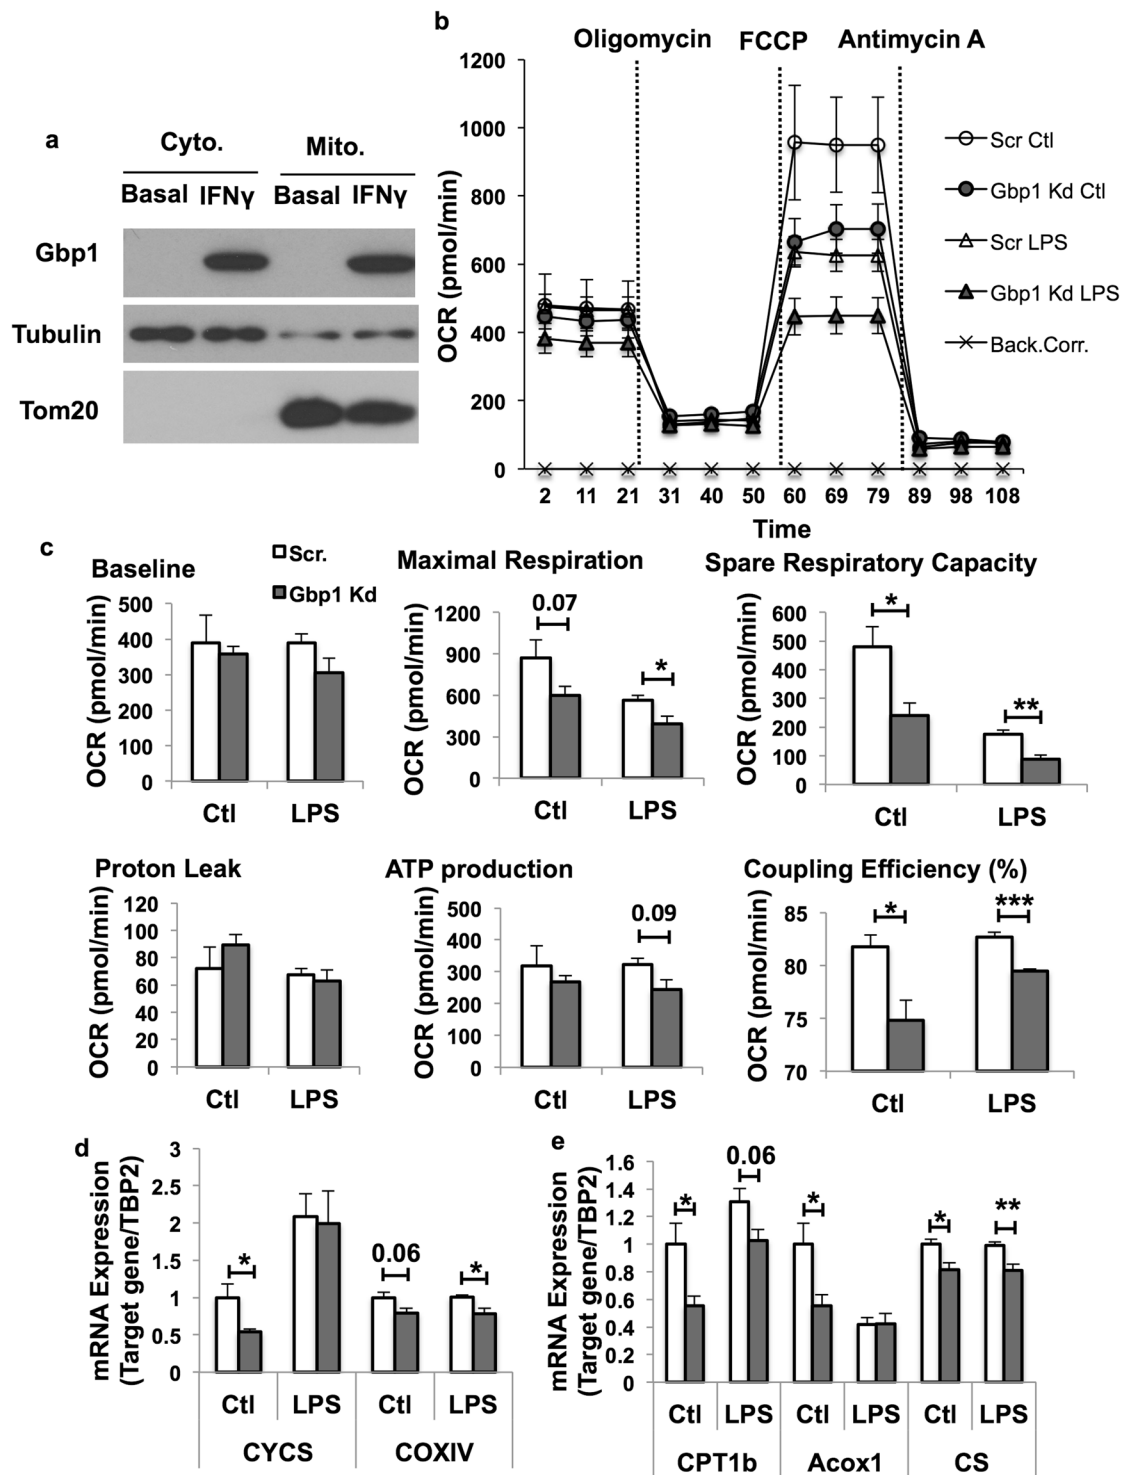 a
Cyto.
Mito.
Basal IFNγ Basal IFNγ
Gbp1
Tubulin
Tom20
b
Oligomycin FCCP Antimycin A
OCR (pmol/min)
1200
1000
800
600
400
200
0
2 11 21 31 40 50 60 69 79 89 98 108
Time
Scr Ctl
Gbp1 Kd Ctl
Scr LPS
Gbp1 Kd LPS
Back.Corr.
c
Scr.
Gbp1 Kd
Baseline
OCR (pmol/min)
500
400
300
200
100
0
Ctl LPS
Maximal Respiration
OCR (pmol/min)
1200
900
600
300
0
0.07
*
Ctl LPS
Spare Respiratory Capacity
OCR (pmol/min)
600
500
400
300
200
100
0
*
**
Ctl LPS
Proton Leak
OCR (pmol/min)
120
100
80
60
40
20
0
Ctl LPS
ATP production
OCR (pmol/min)
500
400
300
200
100
0
0.09
Ctl LPS
Coupling Efficiency (%)
OCR (pmol/min)
85
80
75
70
*
***
Ctl LPS
d
mRNA Expression
(Target gene/TBP2)
3
2.5
2
1.5
1
0.5
0
*
0.06
*
Ctl LPS Ctl LPS
CYCS COXIV
e
mRNA Expression
(Target gene/TBP2)
1.6
1.4
1.2
1
0.8
0.6
0.4
0.2
0
*
0.06
*
*
**
Ctl LPS Ctl LPS Ctl LPS
CPT1b Acox1 CS